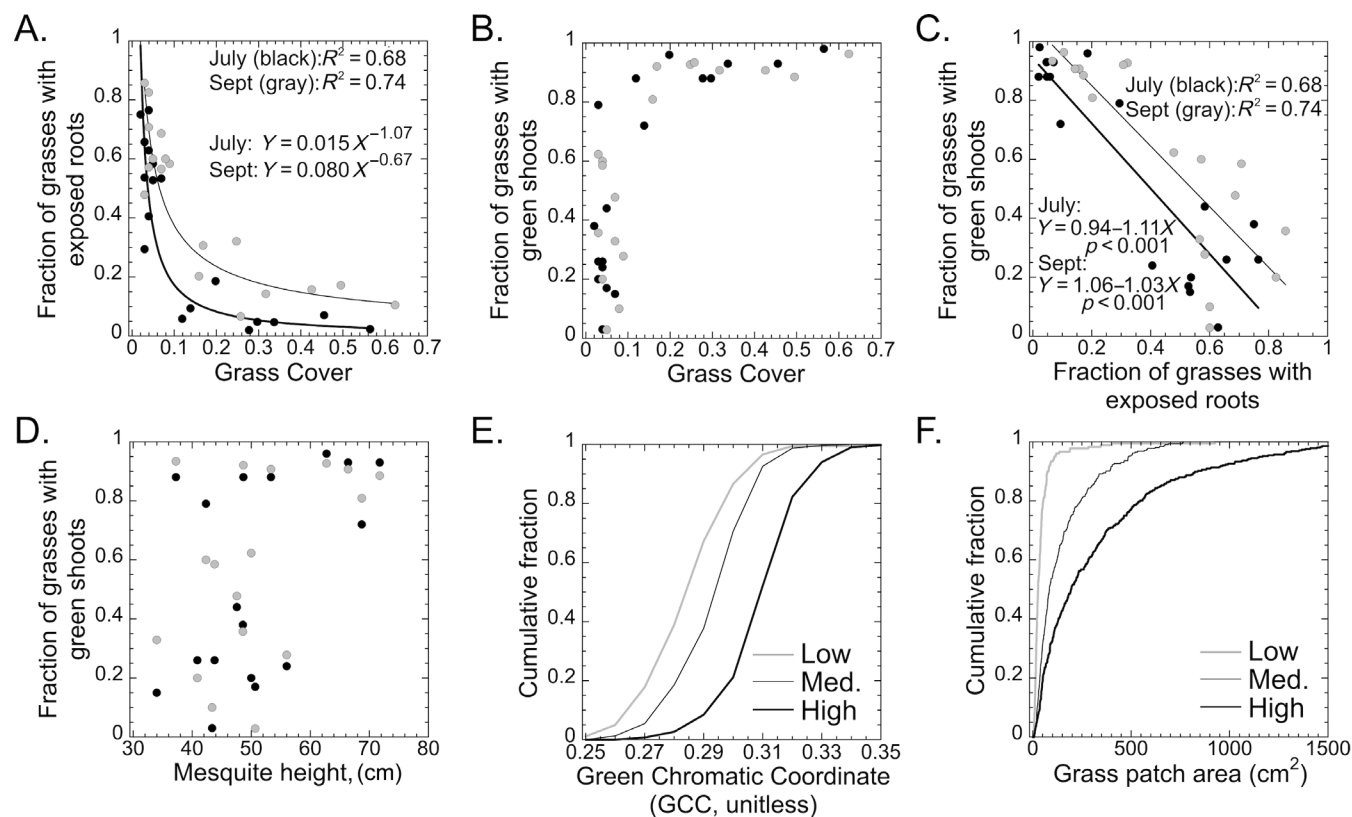 A.
Fraction of grasses with
exposed roots
1
0.8
0.6
0.4
0.2
0
July (black): R² = 0.68
Sept (gray): R² = 0.74
July: Y = 0.015 X^−1.07
Sept: Y = 0.080 X^−0.67
0 0.1 0.2 0.3 0.4 0.5 0.6 0.7
Grass Cover
B.
Fraction of grasses with
green shoots
1
0.8
0.6
0.4
0.2
0
0 0.1 0.2 0.3 0.4 0.5 0.6 0.7
Grass Cover
C.
Fraction of grasses with
green shoots
1
0.8
0.6
0.4
0.2
0
July (black): R² = 0.68
Sept (gray): R² = 0.74
July:
Y = 0.94–1.11X
p < 0.001
Sept:
Y = 1.06–1.03X
p < 0.001
0 0.2 0.4 0.6 0.8 1
Fraction of grasses with
exposed roots
D.
Fraction of grasses with
green shoots
1
0.8
0.6
0.4
0.2
0
30 40 50 60 70 80
Mesquite height, (cm)
E.
Cumulative fraction
1
0.8
0.6
0.4
0.2
0
Low
Med.
High
0.25 0.27 0.29 0.31 0.33 0.35
Green Chromatic Coordinate
(GCC, unitless)
F.
Cumulative fraction
1
0.8
0.6
0.4
0.2
0
Low
Med.
High
0 500 1000 1500
Grass patch area (cm²)